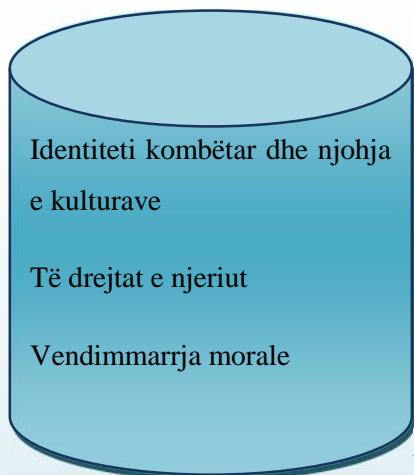 Identiteti kombëtar dhe njohja
e kulturave
Të drejtat e njeriut
Vendimmarrja morale